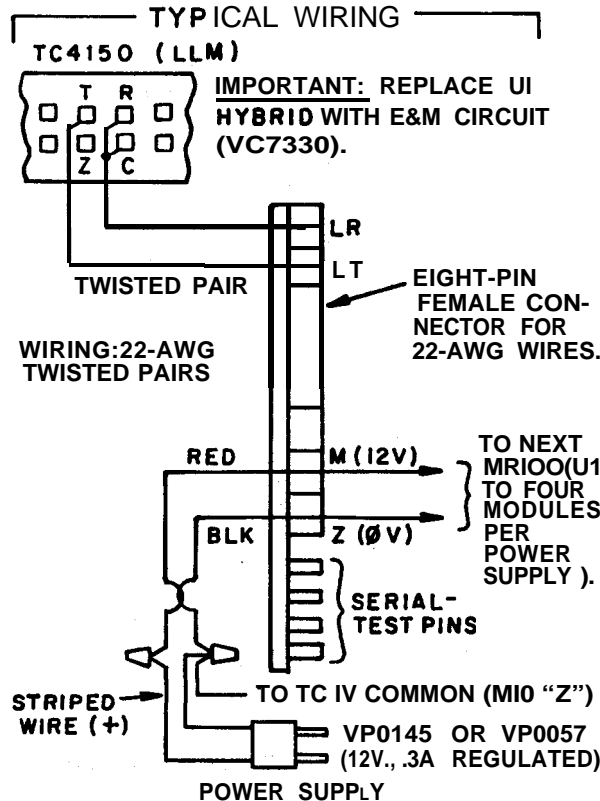 TYPICAL WIRING
TC4150 (LLM)
T R
Z C
IMPORTANT: REPLACE UI
HYBRID WITH E&M CIRCUIT
(VC7330).
LR
LT
TWISTED PAIR
EIGHT-PIN
FEMALE CON-
NECTOR FOR
22-AWG WIRES.
WIRING:22-AWG
TWISTED PAIRS
RED
M (12V)
BLK
Z (ØV)
TO NEXT
MRIOO(U1
TO FOUR
MODULES
PER
POWER
SUPPLY ).
SERIAL-
TEST PINS
STRIPED
WIRE (+)
TO TC IV COMMON (MI0 “Z”)
VP0145 OR VP0057
(12V., .3A REGULATED)
POWER SUPPLY